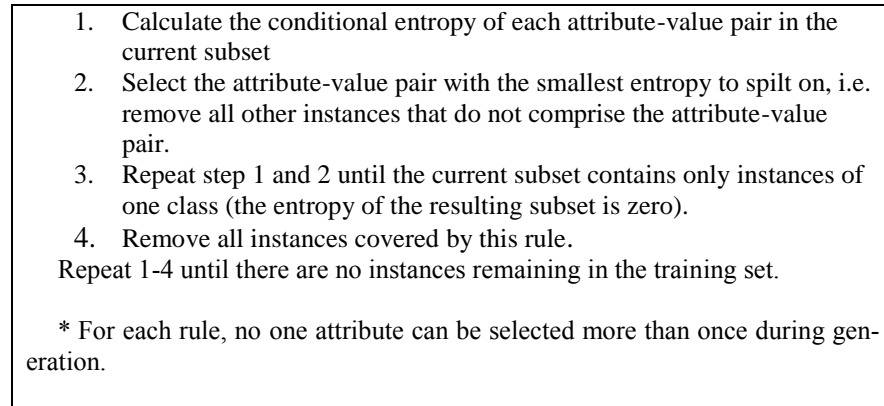 1. Calculate the conditional entropy of each attribute-value pair in the
current subset
2. Select the attribute-value pair with the smallest entropy to spilt on, i.e.
remove all other instances that do not comprise the attribute-value
pair.
3. Repeat step 1 and 2 until the current subset contains only instances of
one class (the entropy of the resulting subset is zero).
4. Remove all instances covered by this rule.
Repeat 1-4 until there are no instances remaining in the training set.
* For each rule, no one attribute can be selected more than once during gen-
eration.